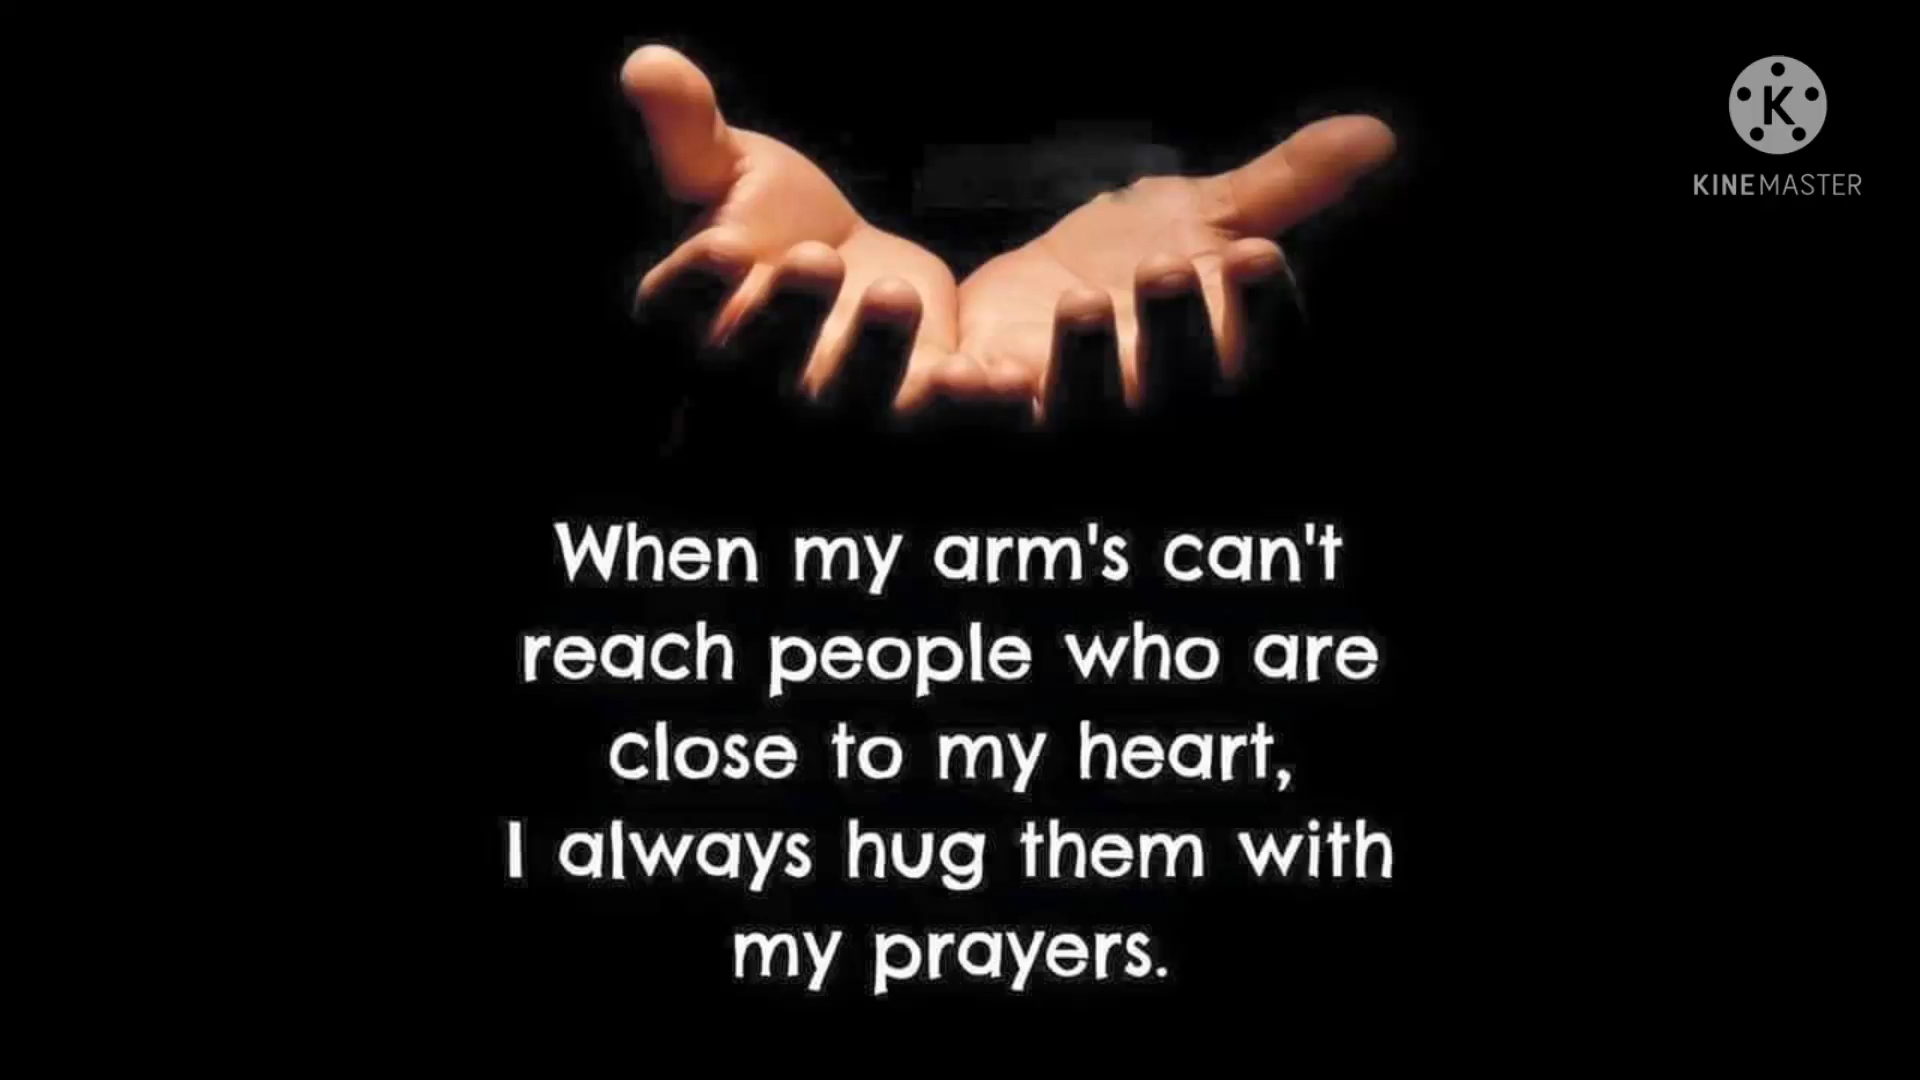 K
KINEMASTER
When my arm's can't
reach people who are
close to my heart,
I always hug them with
my prayers.